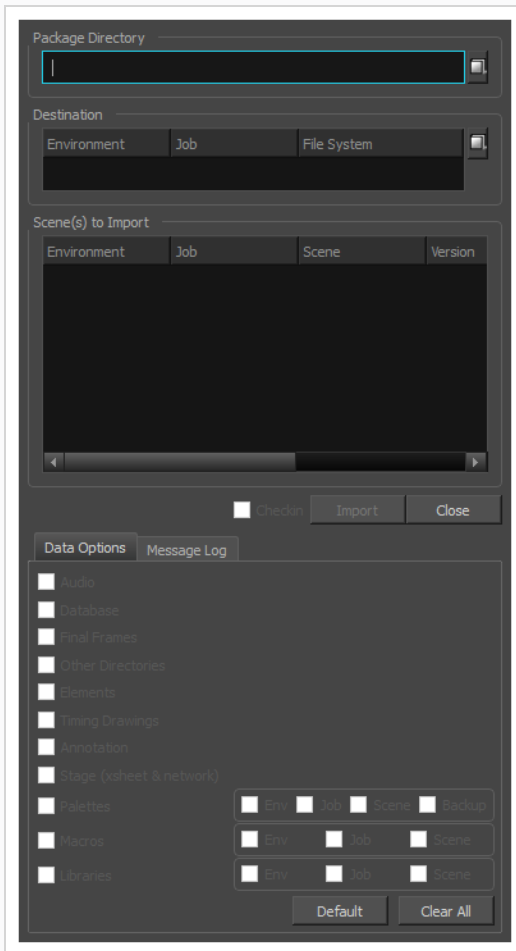 Package Directory
Destination
Environment Job File System
Scene(s) to Import
Environment Job Scene Version
Checkin Import Close
Data Options Message Log
Audio
Database
Final Frames
Other Directories
Elements
Timing Drawings
Annotation
Stage (xsheet & network)
Palettes Env Job Scene Backup
Macros Env Job Scene
Libraries Env Job Scene
Default Clear All